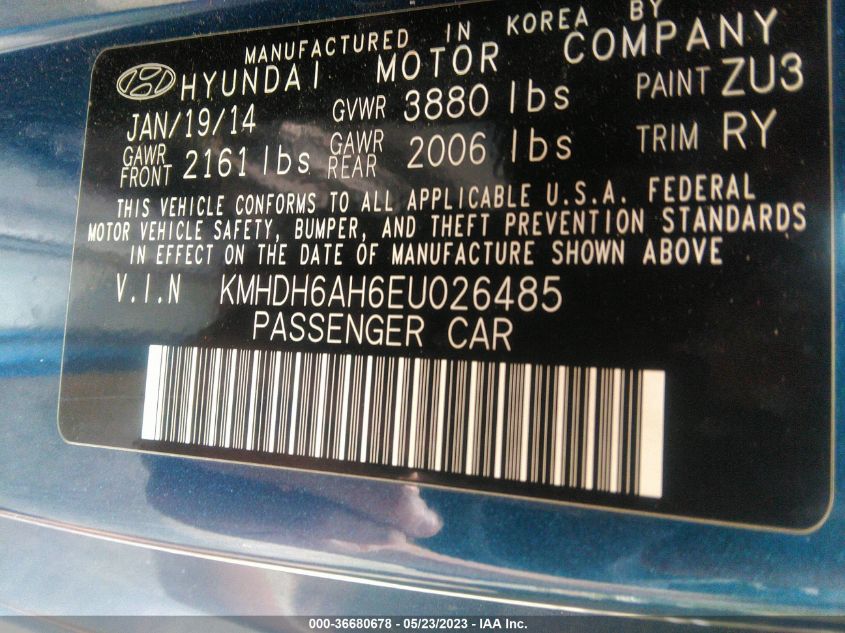 MANUFACTURED IN KOREA BY
HYUNDAI MOTOR COMPANY
JAN/19/14 GVWR 3880 lbs PAINT ZU3
GAWR FRONT 2161 lbs GAWR REAR 2006 lbs TRIM RY
THIS VEHICLE CONFORMS TO ALL APPLICABLE U.S.A. FEDERAL
MOTOR VEHICLE SAFETY, BUMPER, AND THEFT PREVENTION STANDARDS
IN EFFECT ON THE DATE OF MANUFACTURE SHOWN ABOVE
V.I.N KMHDH6AH6EU026485
PASSENGER CAR
000-36680678 - 05/23/2023 - IAA Inc.